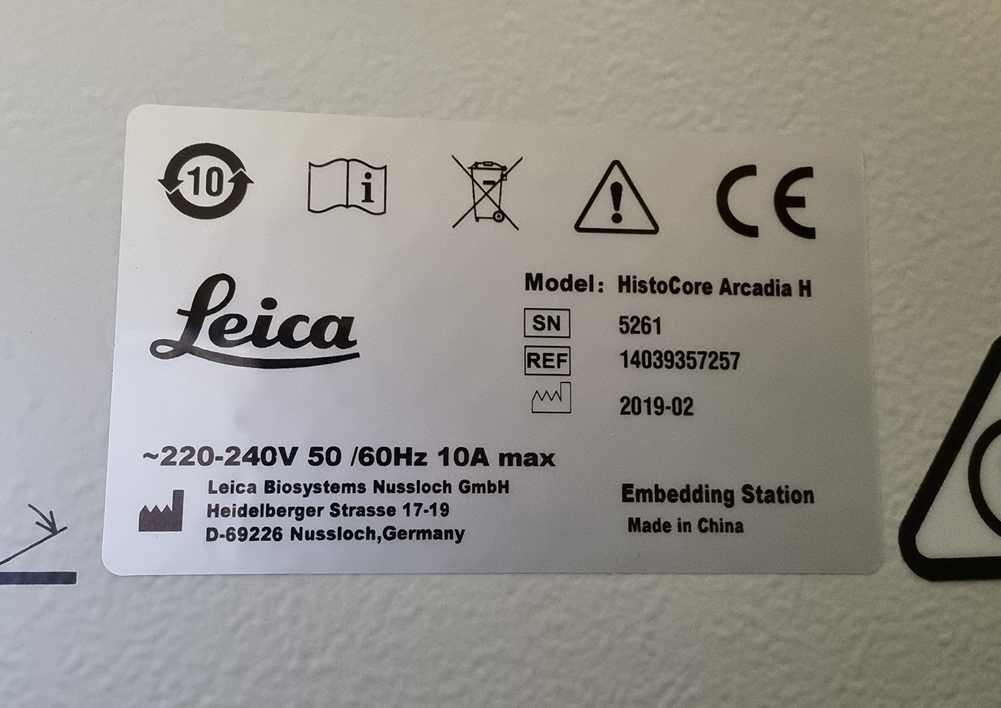 10
i
!
CE
Leica
Model: HistoCore Arcadia H
SN 5261
REF 14039357257
2019-02
~220-240V 50 /60Hz 10A max
Leica Biosystems Nussloch GmbH
Heidelberger Strasse 17-19
D-69226 Nussloch,Germany
Embedding Station
Made in China